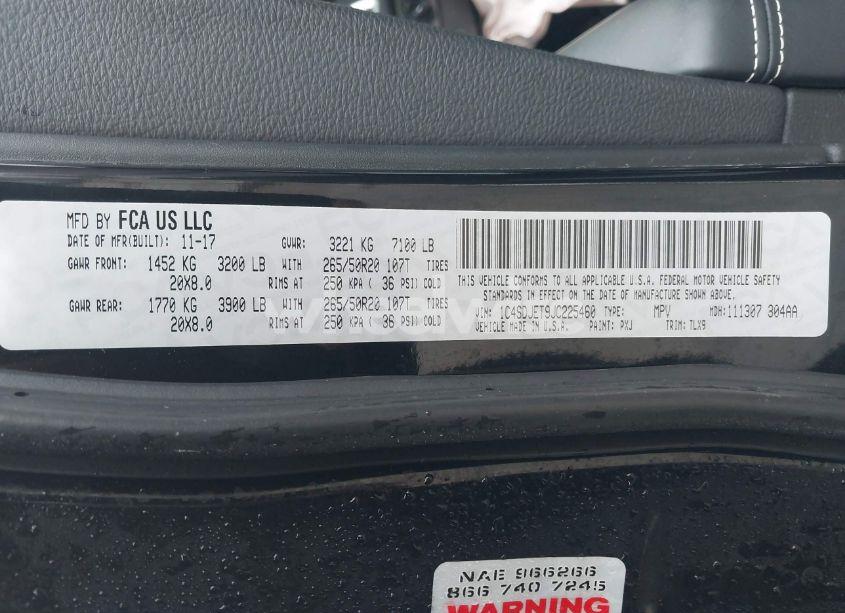 MFD BY FCA US LLC
DATE OF MFR(BUILT): 11-17 GVWR: 3221 KG 7100 LB
GAWR FRONT: 1452 KG 3200 LB WITH 265/50R20 107T TIRES
20X8.0 RIMS AT 250 KPA ( 36 PSI) COLD
GAWR REAR: 1770 KG 3900 LB WITH 265/50R20 107T TIRES
20X8.0 RIMS AT 250 KPA ( 36 PSI) COLD
THIS VEHICLE CONFORMS TO ALL APPLICABLE U.S.A. FEDERAL MOTOR VEHICLE SAFETY
STANDARDS IN EFFECT ON THE DATE OF MANUFACTURE SHOWN ABOVE.
VIN: 1C4SDJET9JC225460 TYPE: MPV MDH: 111307 304AA
VEHICLE MADE IN U.S.A. PAINT: PXJ TRIM: TLX9
NAE 966266
866 740 7245
WARNING